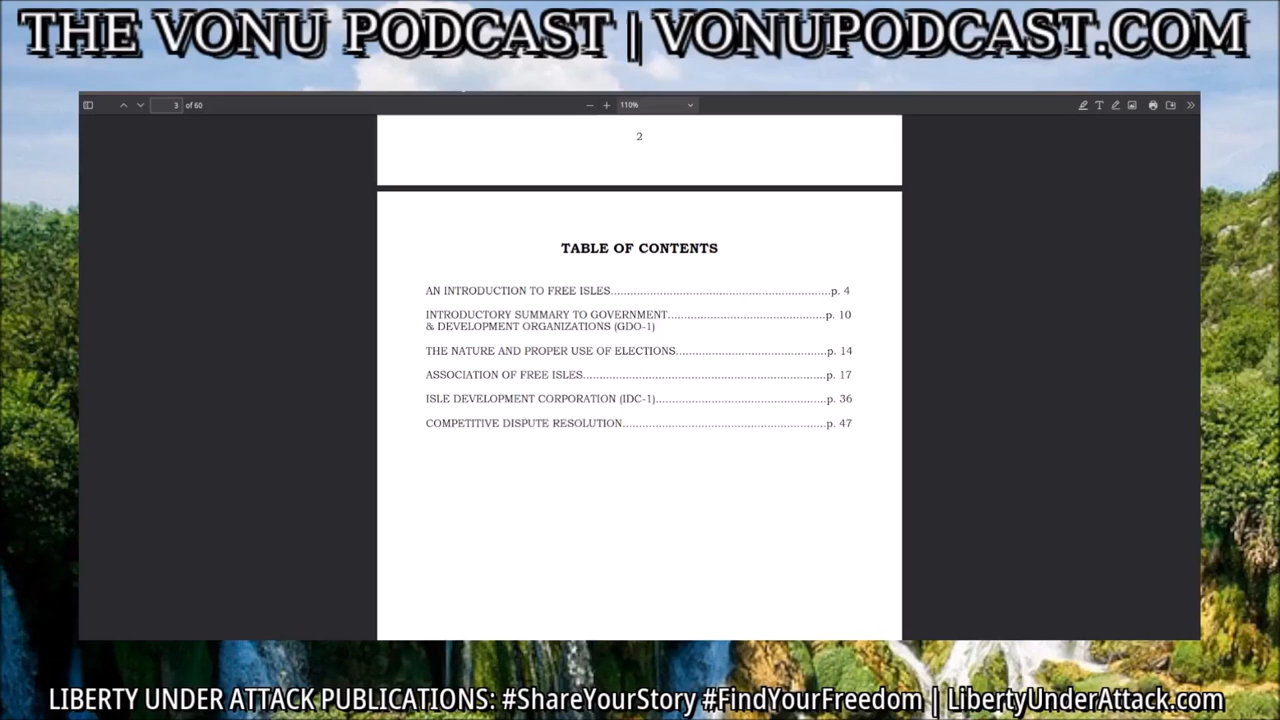 THE VONU PODCAST | VONUPODCAST.COM
3 of 60
110%
2
TABLE OF CONTENTS
AN INTRODUCTION TO FREE ISLES..................................................................p. 4
INTRODUCTORY SUMMARY TO GOVERNMENT................................................p. 10
& DEVELOPMENT ORGANIZATIONS (GDO-1)
THE NATURE AND PROPER USE OF ELECTIONS..............................................p. 14
ASSOCIATION OF FREE ISLES..........................................................................p. 17
ISLE DEVELOPMENT CORPORATION (IDC-1)....................................................p. 36
COMPETITIVE DISPUTE RESOLUTION..............................................................p. 47
LIBERTY UNDER ATTACK PUBLICATIONS: #ShareYourStory #FindYourFreedom | LibertyUnderAttack.com